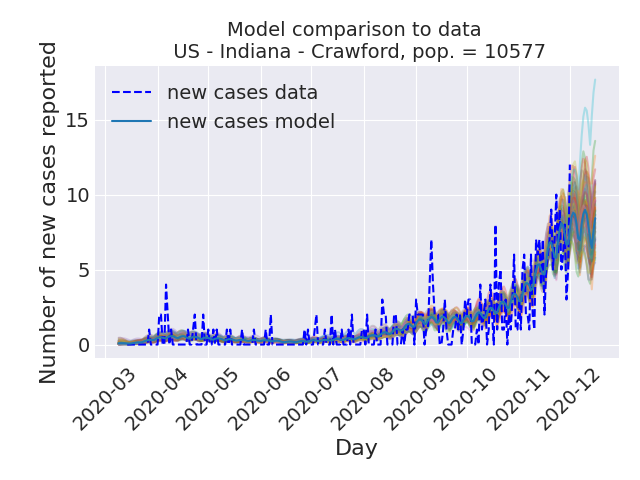 Model comparison to data
US - Indiana - Crawford, pop. = 10577
Number of new cases reported
new cases data
new cases model
15
10
5
0
2020-03
2020-04
2020-05
2020-06
2020-07
2020-08
2020-09
2020-10
2020-11
2020-12
Day